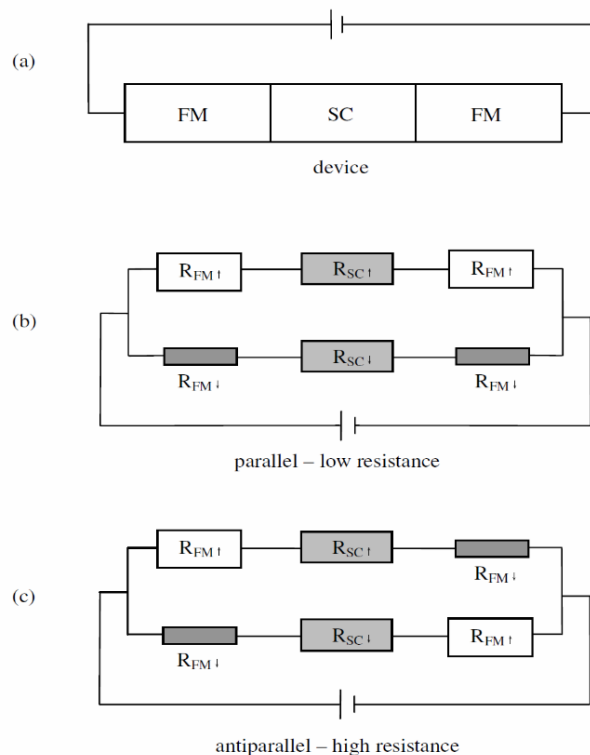 (a)
FM SC FM
device
(b)
R_FM↑ R_SC↑ R_FM↑
R_SC↓
R_FM↓ R_FM↓
parallel – low resistance
(c)
R_FM↑ R_SC↑
R_FM↓
R_SC↓ R_FM↑
R_FM↓
antiparallel – high resistance